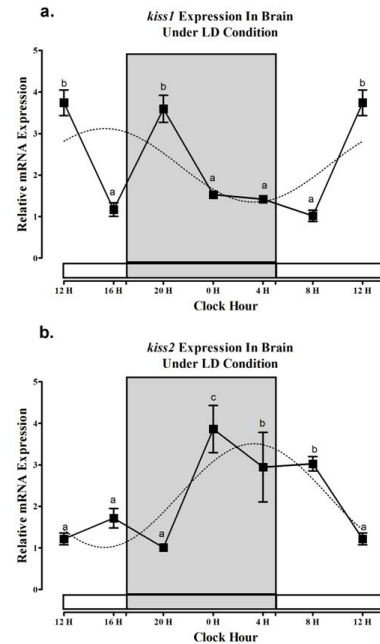 a.
kiss1 Expression In Brain
Under LD Condition
Relative mRNA Expression
5
4
3
2
1
0
b
a
b
a
a
a
b
12 H
16 H
20 H
0 H
4 H
8 H
12 H
Clock Hour
b.
kiss2 Expression In Brain
Under LD Condition
Relative mRNA Expression
5
4
3
2
1
0
a
a
a
c
b
b
a
12 H
16 H
20 H
0 H
4 H
8 H
12 H
Clock Hour